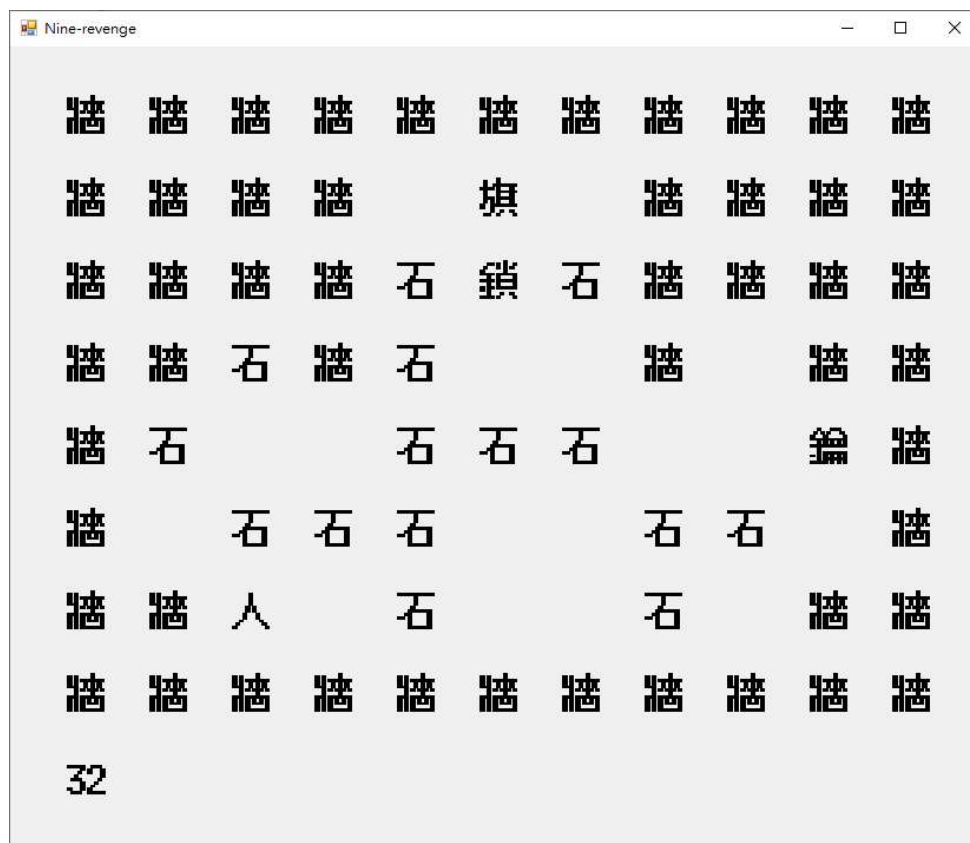 Nine-revenge
牆 牆 牆 牆 牆 牆 牆 牆 牆 牆 牆
牆 牆 牆 牆 旗 牆 牆 牆 牆
牆 牆 牆 牆 石 鎖 石 牆 牆 牆 牆
牆 牆 石 牆 石 牆 牆 牆
牆 石 石 石 石 鑰 牆
牆 石 石 石 石 石 牆
牆 牆 人 石 石 牆 牆
牆 牆 牆 牆 牆 牆 牆 牆 牆 牆 牆
32